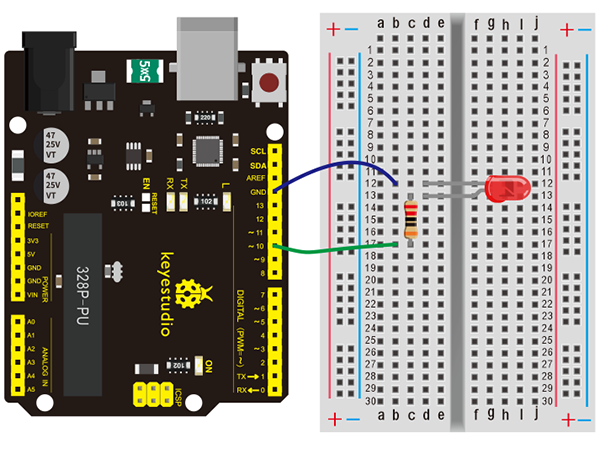 47
25V
VT
47
25V
VT
5x5
220
103
EN
RESET
RX
TX
102
L
SCL
SDA
AREF
GND
13
12
~ 11
~ 10
~ 9
8
7
~ 6
~ 5
4
~ 3
2
TX 1
RX 0
DIGITAL (PWM=~)
IOREF
RESET
3V3
5V
GND
GND
VIN
POWER
A0
A1
A2
A3
A4
A5
ANALOG IN
328P-PU
keyestudio
102
ON
ICSP
+ −
a b c d e
f g h i j
+ −
1 1
2 2
3 3
4 4
5 5
6 6
7 7
8 8
9 9
10 10
11 11
12 12
13 13
14 14
15 15
16 16
17 17
18 18
19 19
20 20
21 21
22 22
23 23
24 24
25 25
26 26
27 27
28 28
29 29
30 30
a b c d e
f g h i j
+ −
+ −